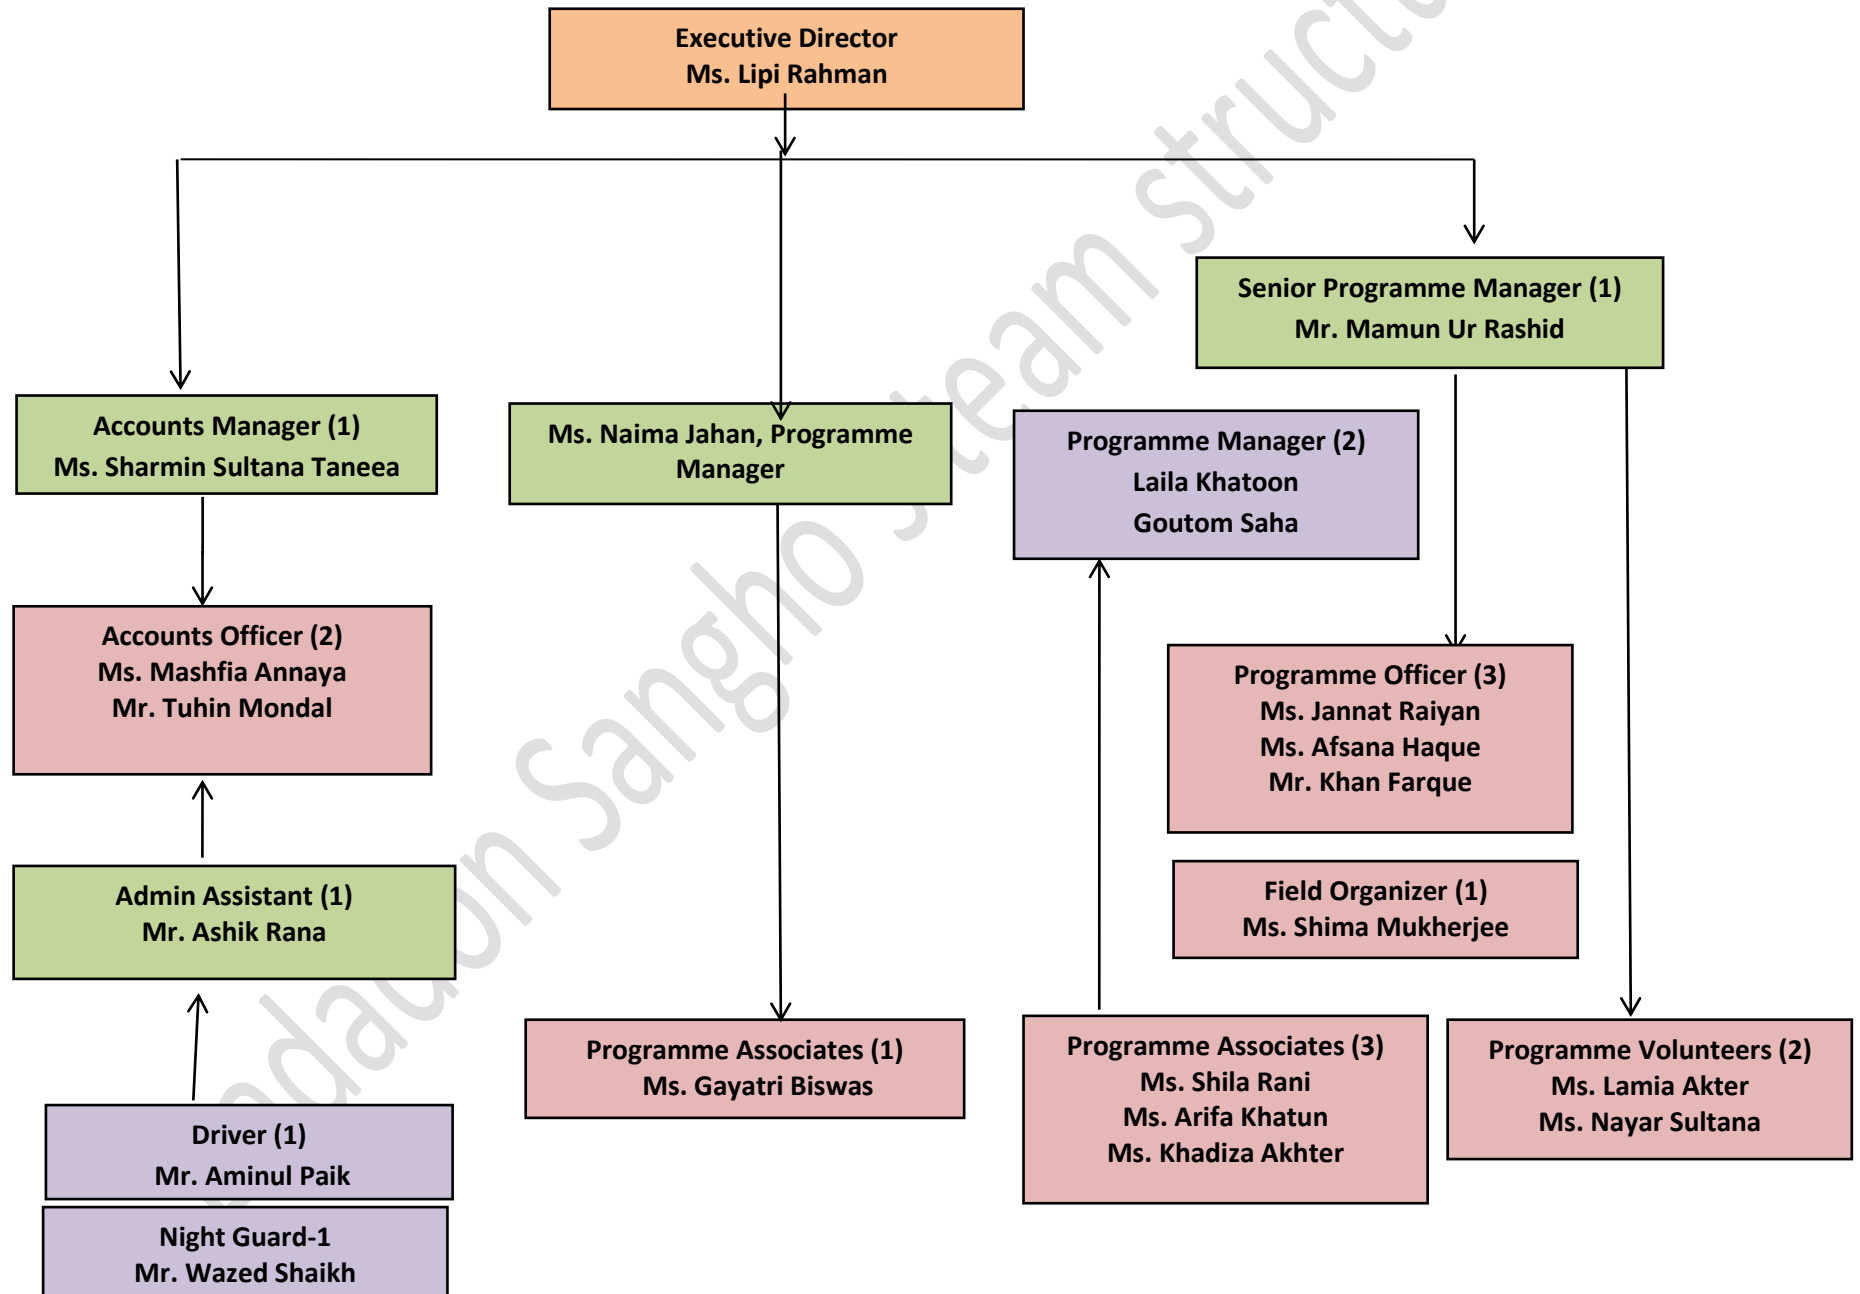 Executive Director
Ms. Lipi Rahman
Senior Programme Manager (1)
Mr. Mamun Ur Rashid
Accounts Manager (1)
Ms. Sharmin Sultana Taneea
Ms. Naima Jahan, Programme
Manager
Programme Manager (2)
Laila Khatoon
Goutom Saha
Accounts Officer (2)
Ms. Mashfia Annaya
Mr. Tuhin Mondal
Programme Officer (3)
Ms. Jannat Raiyan
Ms. Afsana Haque
Mr. Khan Farque
Admin Assistant (1)
Mr. Ashik Rana
Field Organizer (1)
Ms. Shima Mukherjee
Programme Associates (1)
Ms. Gayatri Biswas
Programme Associates (3)
Ms. Shila Rani
Ms. Arifa Khatun
Ms. Khadiza Akhter
Programme Volunteers (2)
Ms. Lamia Akter
Ms. Nayar Sultana
Driver (1)
Mr. Aminul Paik
Night Guard-1
Mr. Wazed Shaikh
Sangho
team